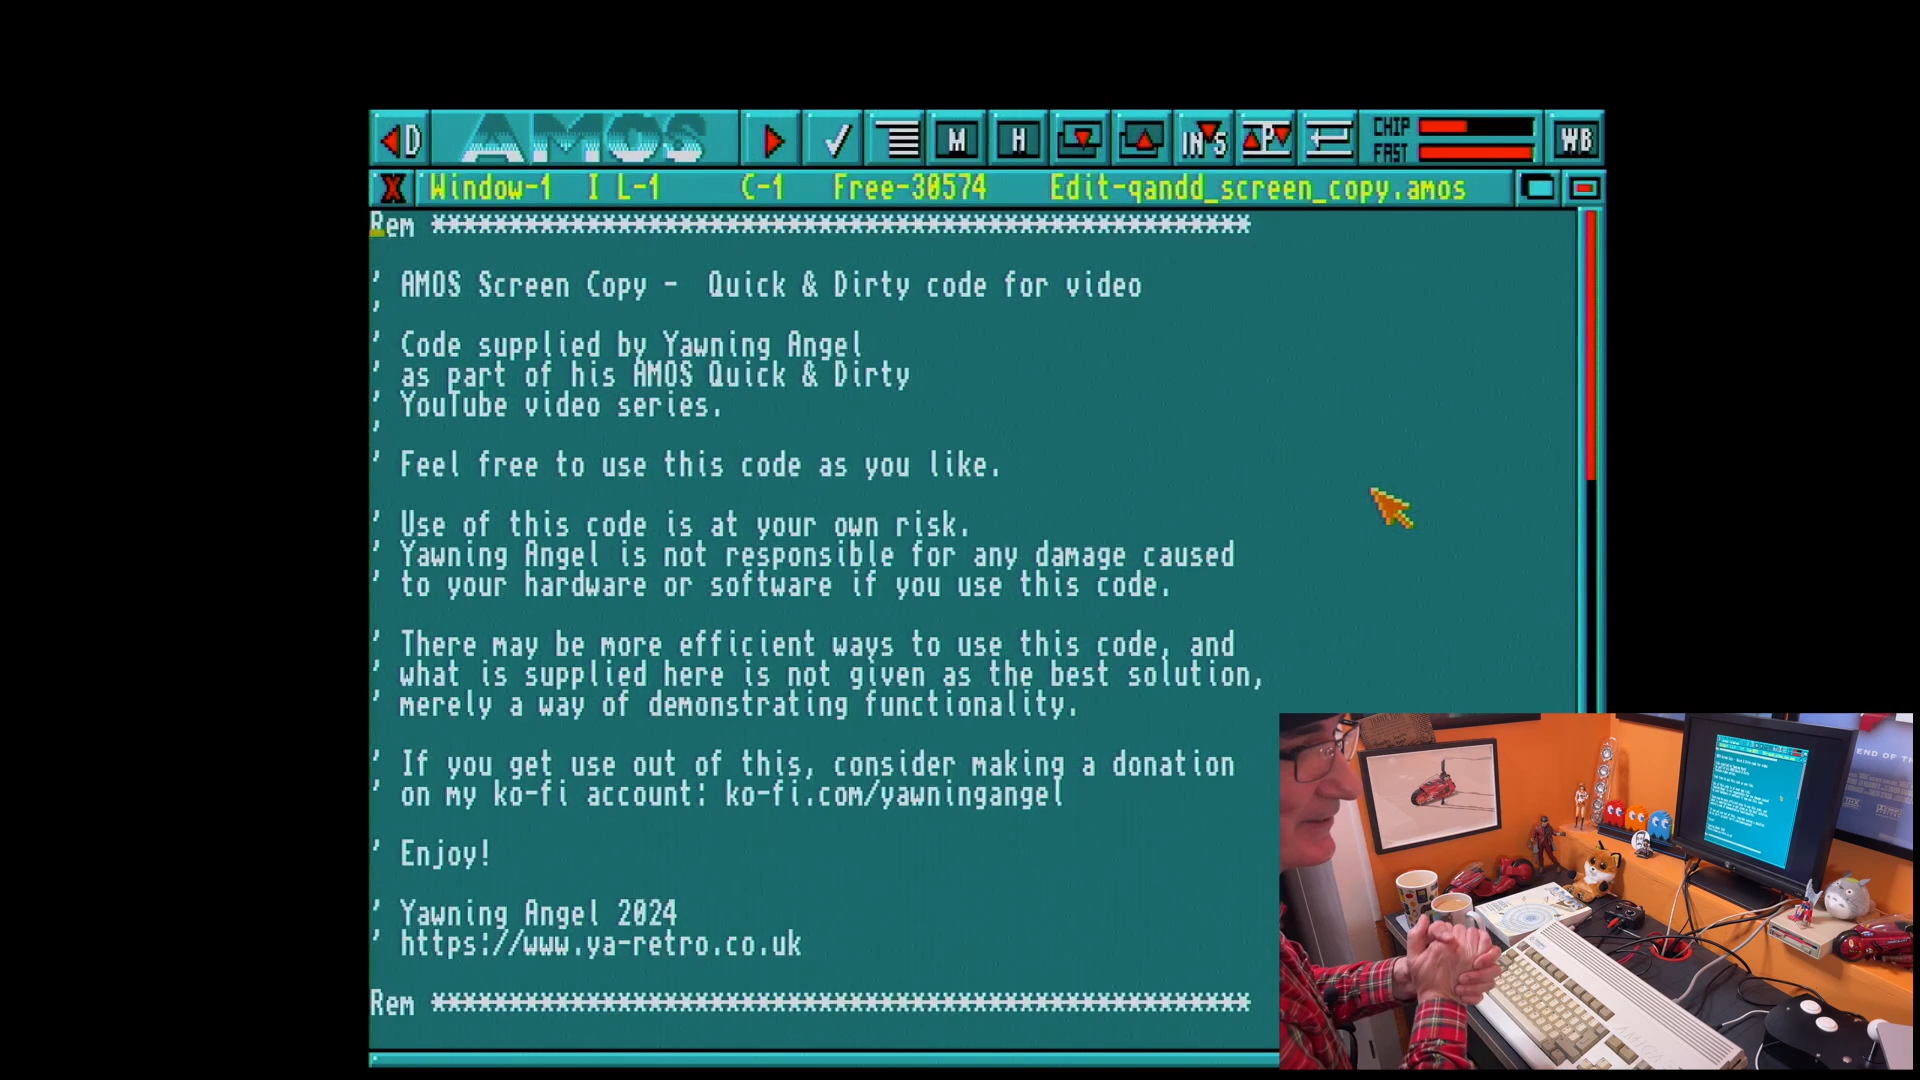 D AMOS M H INS P CHIP FAST WB
X Window-1 I L-1 C-1 Free-30574 Edit-qandd_screen_copy.amos
Rem *****************************************************
' AMOS Screen Copy - Quick & Dirty code for video
'
' Code supplied by Yawning Angel
' as part of his AMOS Quick & Dirty
' YouTube video series.
'
' Feel free to use this code as you like.
' Use of this code is at your own risk.
' Yawning Angel is not responsible for any damage caused
' to your hardware or software if you use this code.
' There may be more efficient ways to use this code, and
' what is supplied here is not given as the best solution,
' merely a way of demonstrating functionality.
' If you get use out of this, consider making a donation
' on my ko-fi account: ko-fi.com/yawningangel
' Enjoy!
' Yawning Angel 2024
' https://www.ya-retro.co.uk
Rem *****************************************************
END OF TH
AMIGA